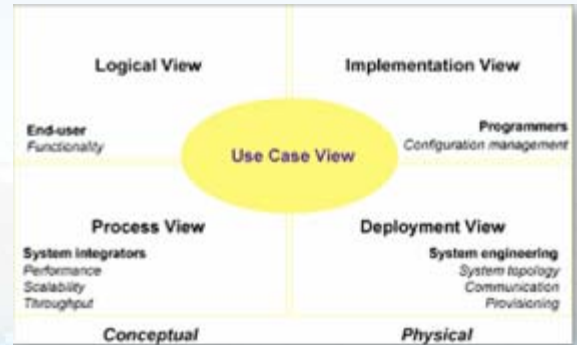 Logical View
Implementation View
End-user
Functionality
Programmers
Configuration management
Use Case View
Process View
Deployment View
System integrators
Performance
Scalability
Throughput
System engineering
System topology
Communication
Provisioning
Conceptual
Physical